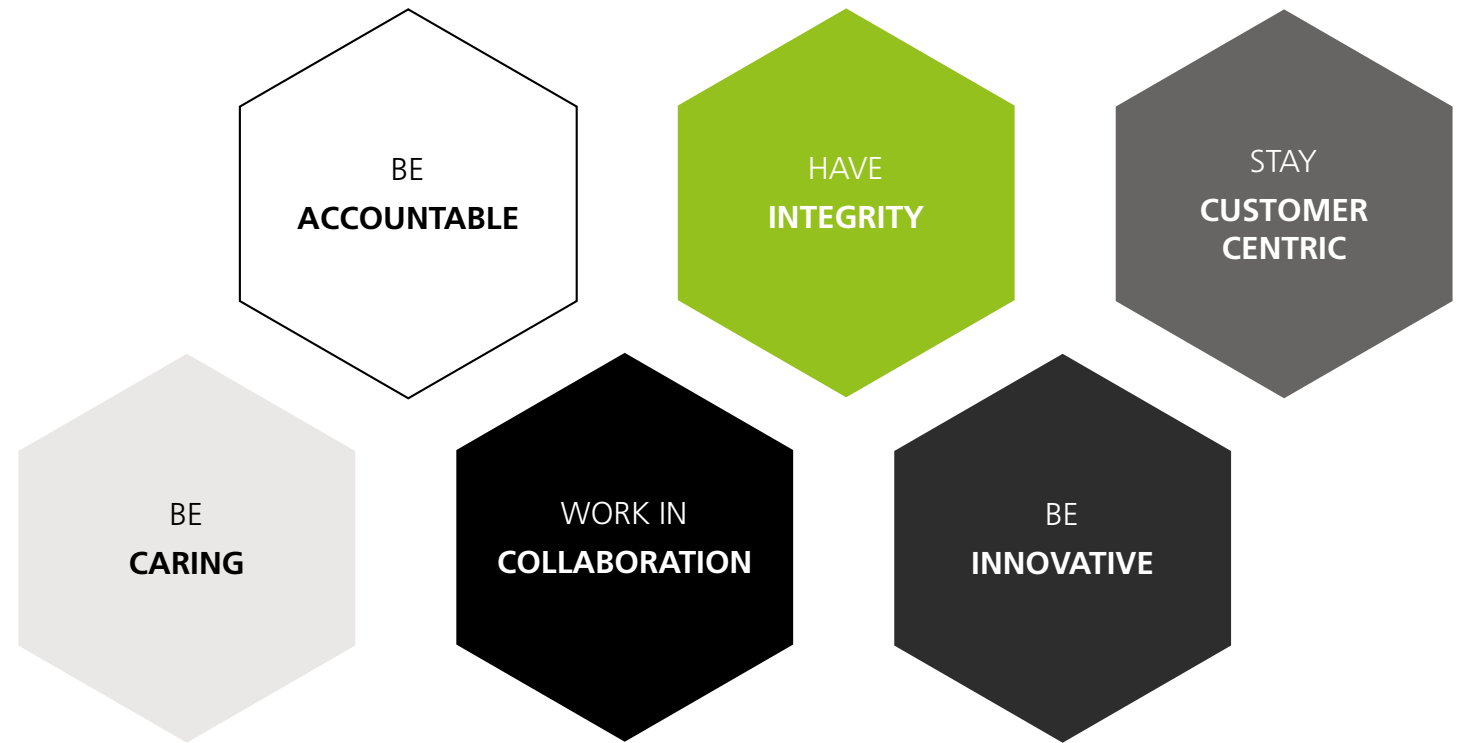 BE
ACCOUNTABLE
HAVE
INTEGRITY
STAY
CUSTOMER
CENTRIC
BE
CARING
WORK IN
COLLABORATION
BE
INNOVATIVE